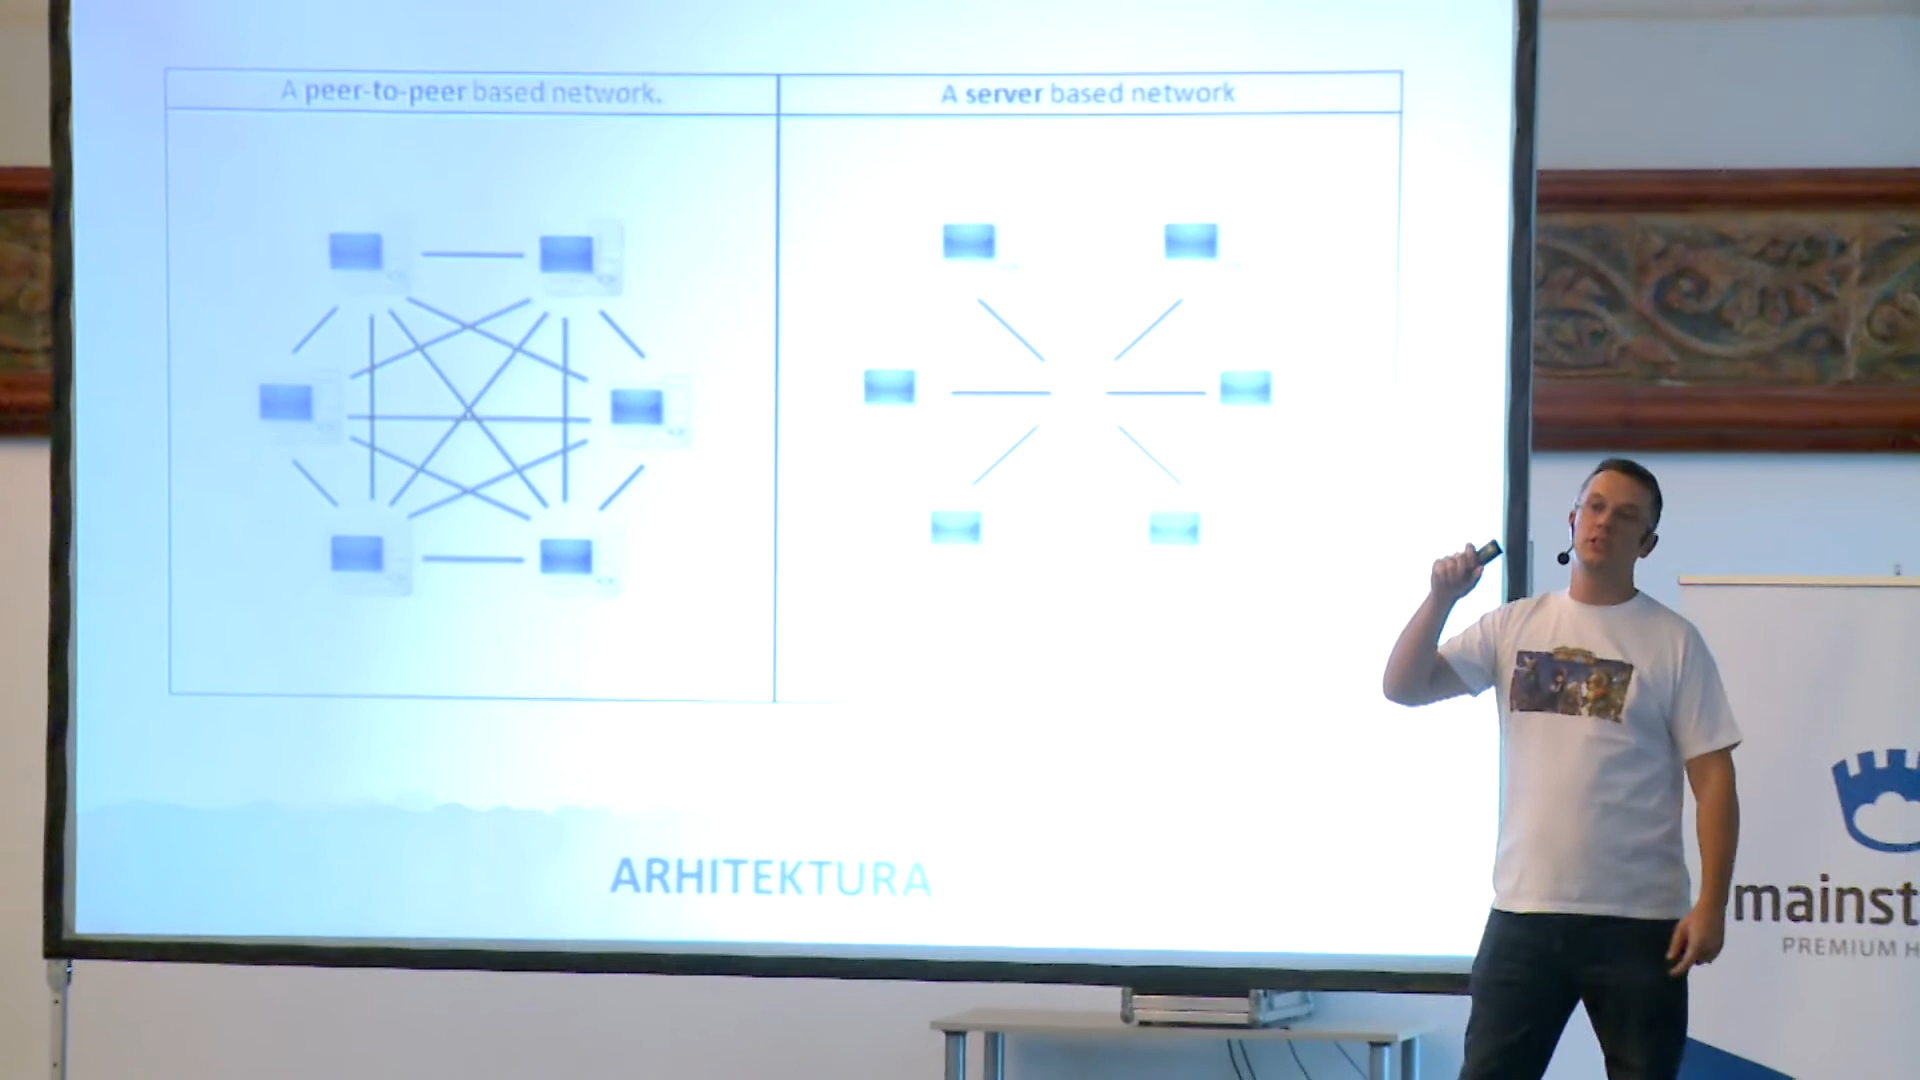 A peer-to-peer based network.
A server based network
ARHITEKTURA
mainst
PREMIUM H